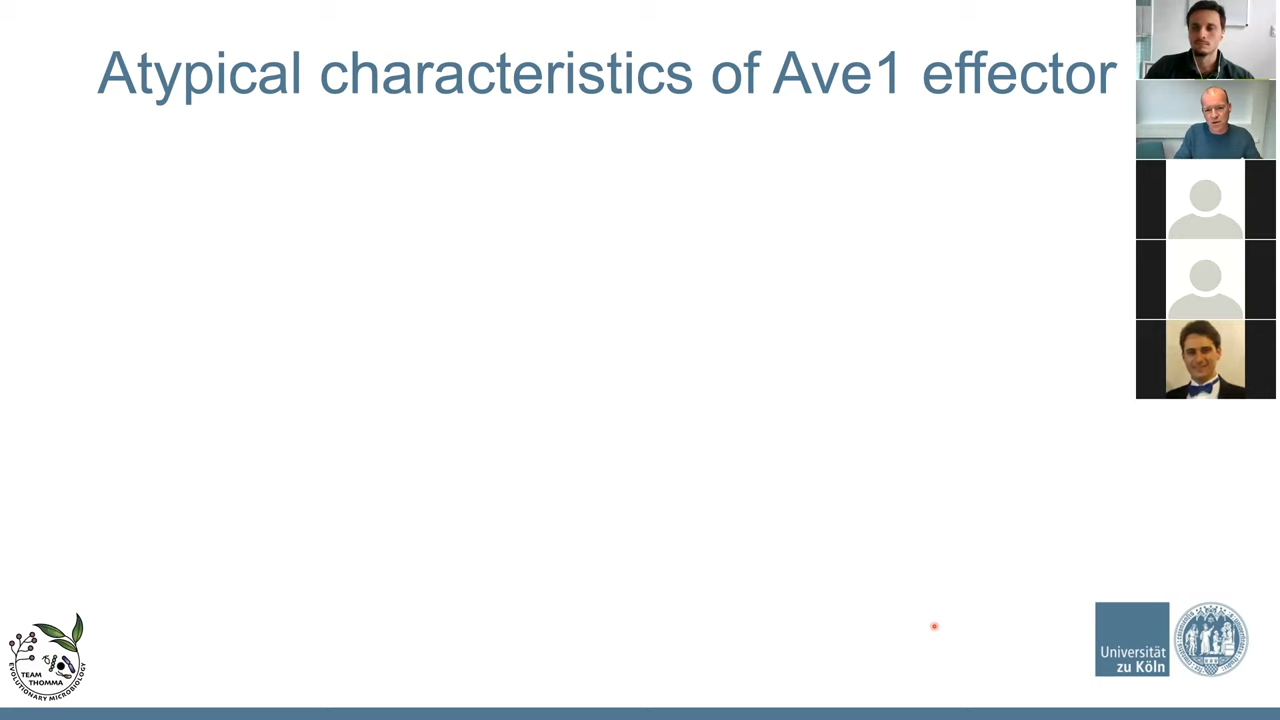 Atypical characteristics of Ave1 effector
TEAM
THOMMA
EVOLUTIONARY MICROBIOLOGY
Universität
zu Köln